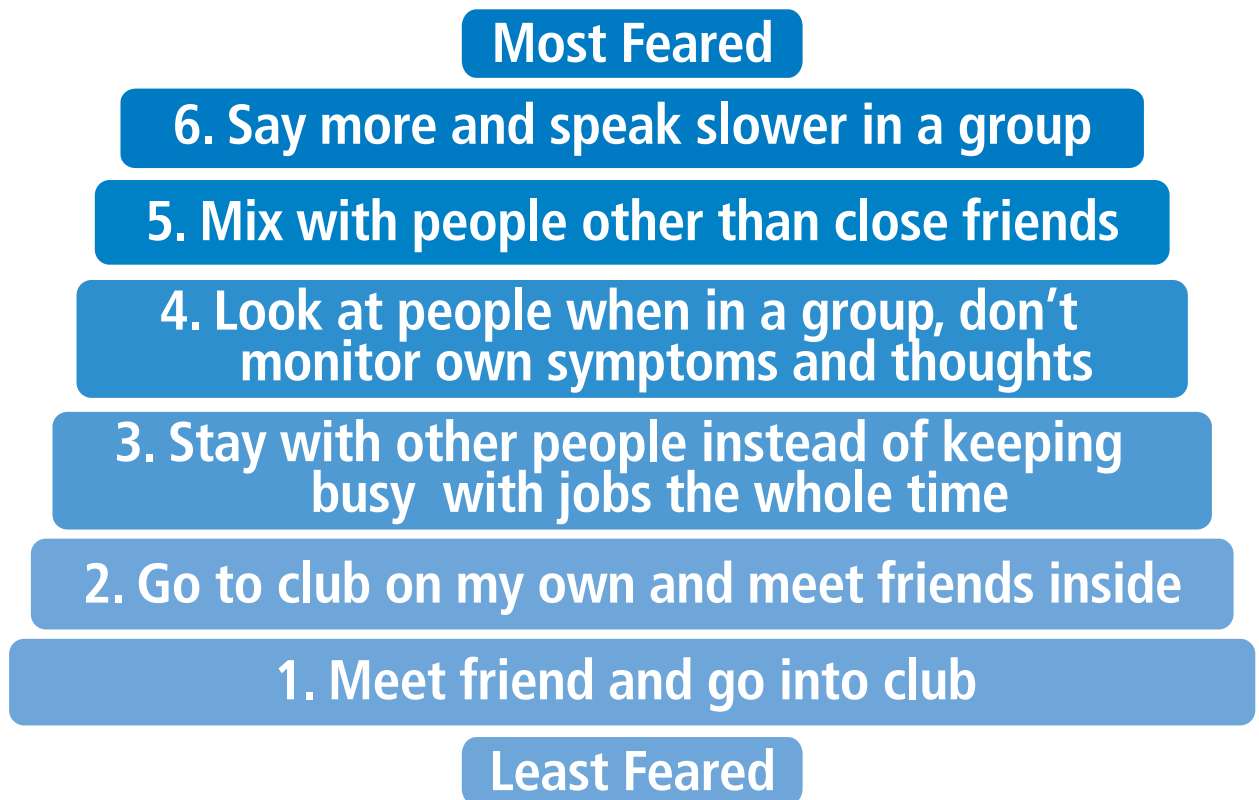 Most Feared
6. Say more and speak slower in a group
5. Mix with people other than close friends
4. Look at people when in a group, don’t
monitor own symptoms and thoughts
3. Stay with other people instead of keeping
busy  with jobs the whole time
2. Go to club on my own and meet friends inside
1. Meet friend and go into club
Least Feared